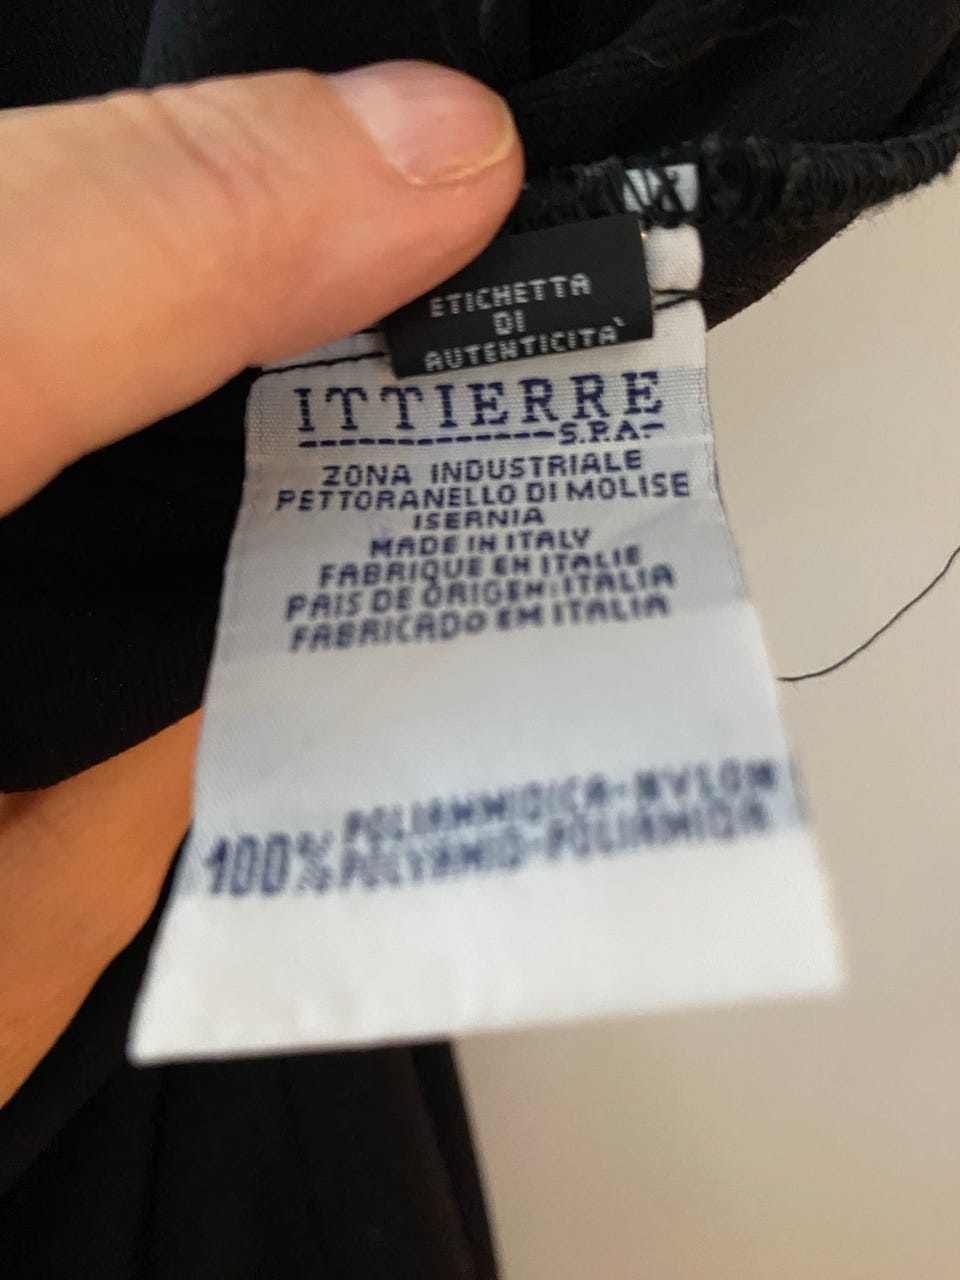 ETICHETTA
DI
AUTENTICITA`
ITTIERRE
S.P.A.
ZONA INDUSTRIALE
PETTORANELLO DI MOLISE
ISERNIA
MADE IN ITALY
FABRIQUE EN ITALIE
PAIS DE ORIGEN:ITALIA
FABRICADO EM ITALIA
POLIAMMIDICA-NYLON
100% POLYAMID-POLIAMIDA